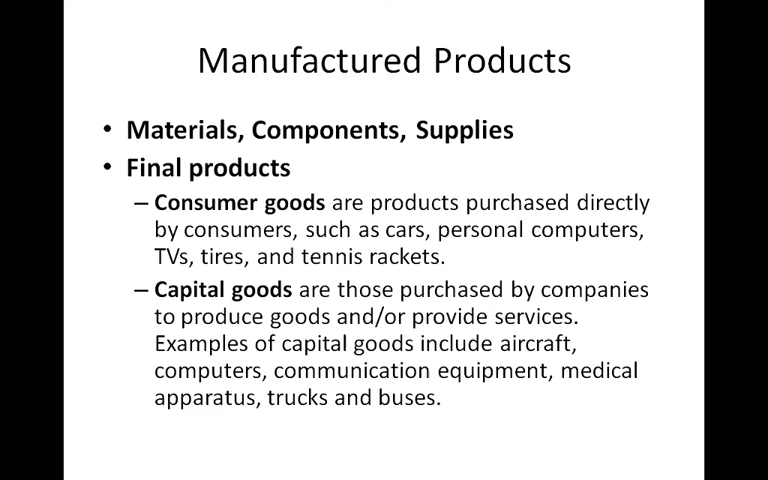 Manufactured Products
• Materials, Components, Supplies
• Final products
– Consumer goods are products purchased directly
by consumers, such as cars, personal computers,
TVs, tires, and tennis rackets.
– Capital goods are those purchased by companies
to produce goods and/or provide services.
Examples of capital goods include aircraft,
computers, communication equipment, medical
apparatus, trucks and buses.